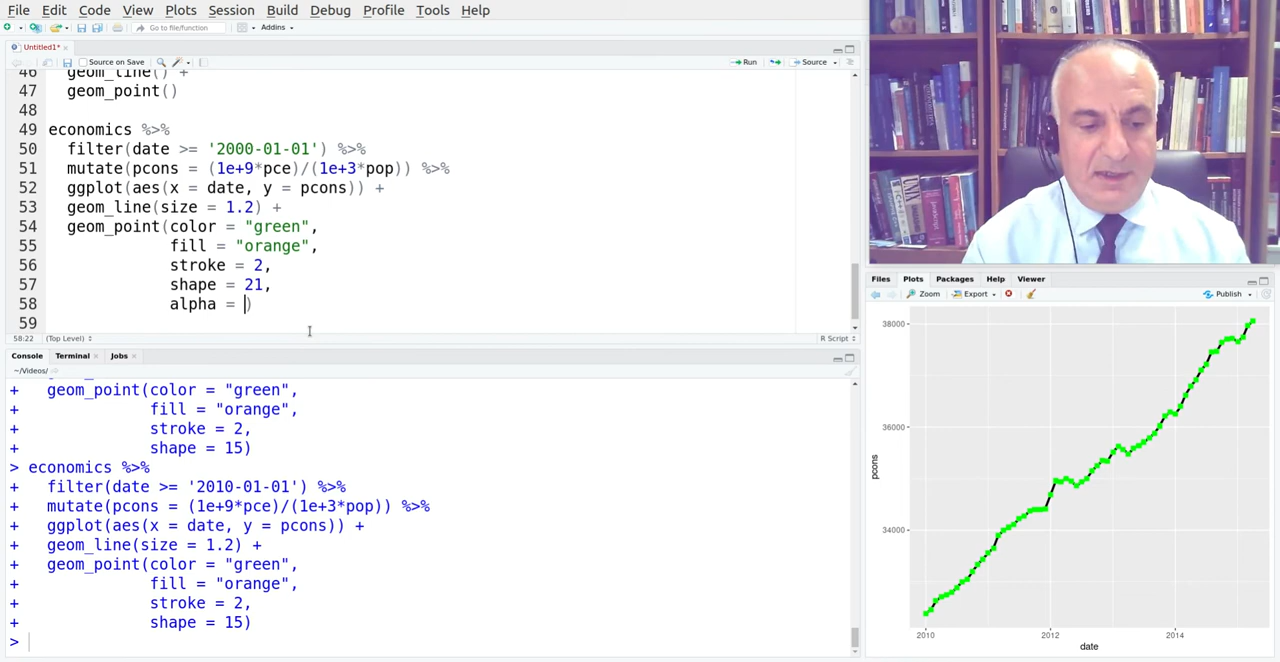 File Edit Code View Plots Session Build Debug Profile Tools Help
Go to file/function Addins
Untitled1*
Source on Save Run Source
46 geom_line() +
47 geom_point()
48
49 economics %>%
50 filter(date >= '2000-01-01') %>%
51 mutate(pcons = (1e+9*pce)/(1e+3*pop)) %>%
52 ggplot(aes(x = date, y = pcons)) +
53 geom_line(size = 1.2) +
54 geom_point(color = "green",
55 fill = "orange",
56 stroke = 2,
57 shape = 21,
58 alpha = )
59
58:22 (Top Level) R Script
Console Terminal Jobs
~/Videos/
+ geom_point(color = "green",
+ fill = "orange",
+ stroke = 2,
+ shape = 15)
> economics %>%
+ filter(date >= '2010-01-01') %>%
+ mutate(pcons = (1e+9*pce)/(1e+3*pop)) %>%
+ ggplot(aes(x = date, y = pcons)) +
+ geom_line(size = 1.2) +
+ geom_point(color = "green",
+ fill = "orange",
+ stroke = 2,
+ shape = 15)
>
Files Plots Packages Help Viewer
Zoom Export Publish
38000
36000
34000
pcons
2010 2012 2014
date